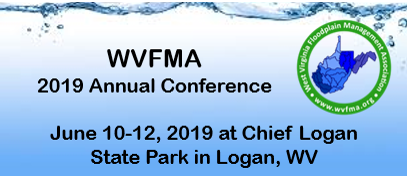 WVFMA
2019 Annual Conference
West Virginia Floodplain Management Association
• www.wvfma.org •
June 10-12, 2019 at Chief Logan
State Park in Logan, WV